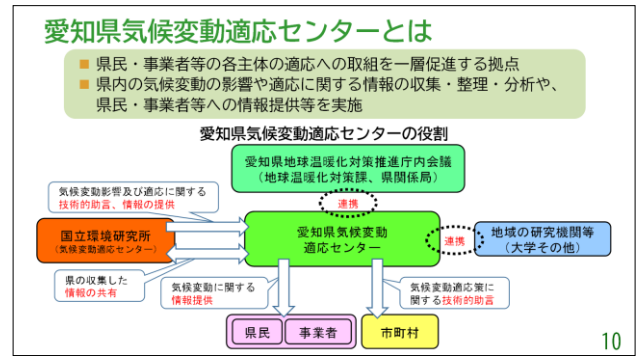 愛知県気候変動適応センターとは
■ 県民・事業者等の各主体の適応への取組を一層促進する拠点
■ 県内の気候変動の影響や適応に関する情報の収集・整理・分析や、
県民・事業者等への情報提供等を実施
愛知県気候変動適応センターの役割
愛知県地球温暖化対策推進庁内会議
(地球温暖化対策課、県関係局)
気候変動影響及び適応に関する
技術的助言、情報の提供
連携
国立環境研究所
(気候変動適応センター)
愛知県気候変動
適応センター
連携
地域の研究機関等
(大学その他)
県の収集した
情報の共有
気候変動に関する
情報提供
気候変動適応策に
関する技術的助言
県民
事業者
市町村
10